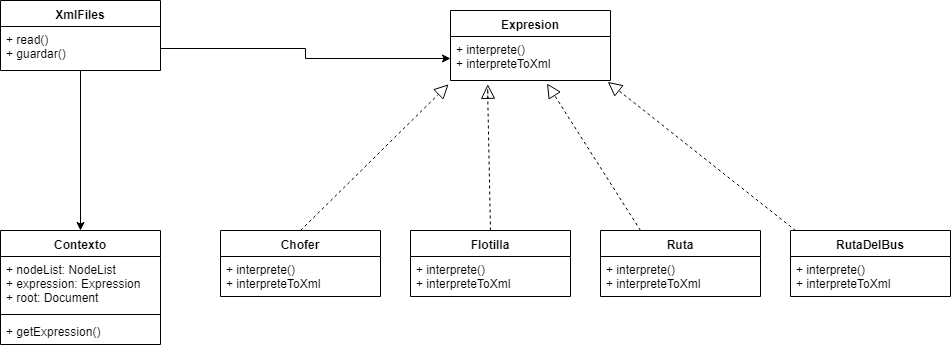 XmlFiles
+ read()
+ guardar()
Expresion
+ interprete()
+ interpreteToXml
Contexto
+ nodeList: NodeList
+ expression: Expression
+ root: Document
+ getExpression()
Chofer
+ interprete()
+ interpreteToXml
Flotilla
+ interprete()
+ interpreteToXml
Ruta
+ interprete()
+ interpreteToXml
RutaDelBus
+ interprete()
+ interpreteToXml